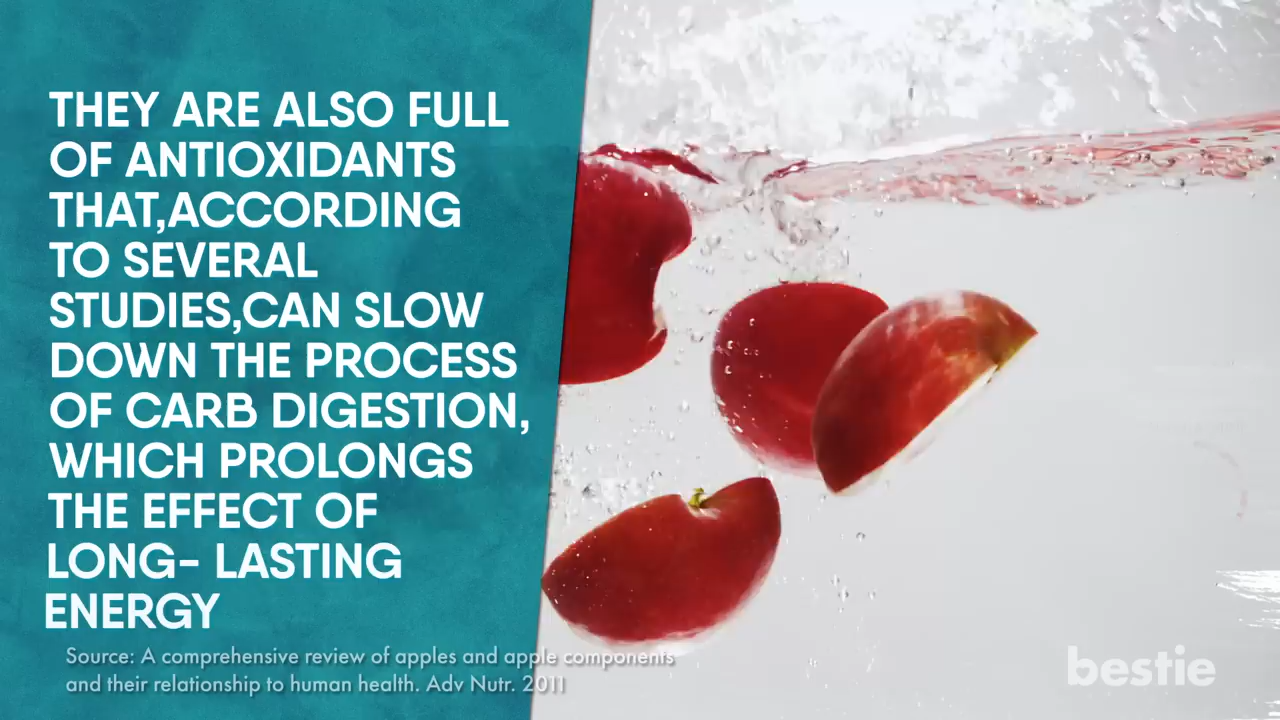 THEY ARE ALSO FULL
OF ANTIOXIDANTS
THAT,ACCORDING
TO SEVERAL
STUDIES,CAN SLOW
DOWN THE PROCESS
OF CARB DIGESTION,
WHICH PROLONGS
THE EFFECT OF
LONG- LASTING
ENERGY
Source: A comprehensive review of apples and apple components
and their relationship to human health. Adv Nutr. 2011
bestie